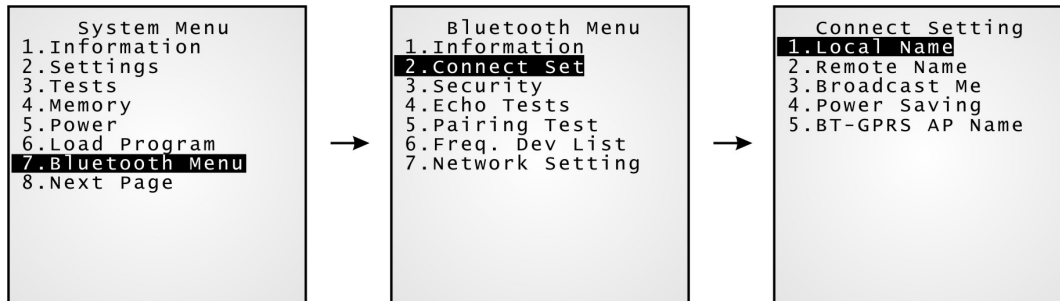 System Menu
1.Information
2.Settings
3.Tests
4.Memory
5.Power
6.Load Program
7.Bluetooth Menu
8.Next Page
Bluetooth Menu
1.Information
2.Connect Set
3.Security
4.Echo Tests
5.Pairing Test
6.Freq. Dev List
7.Network Setting
Connect Setting
1.Local Name
2.Remote Name
3.Broadcast Me
4.Power Saving
5.BT-GPRS AP Name